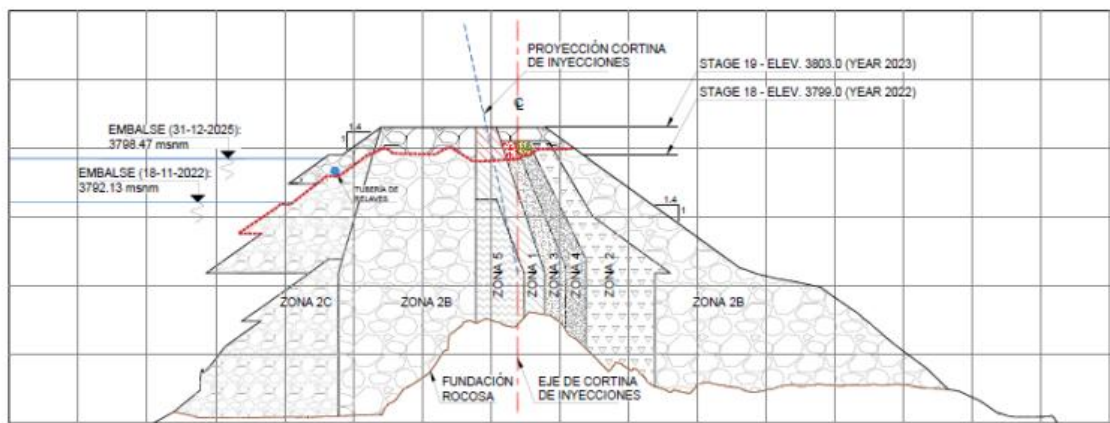 PROYECCIÓN CORTINA
DE INYECCIONES
STAGE 19 - ELEV. 3803.0 (YEAR 2023)
STAGE 18 - ELEV. 3799.0 (YEAR 2022)
℄
1.4
1
EMBALSE (31-12-2025):
3798.47 msnm
EMBALSE (18-11-2022):
3792.13 msnm
TUBERÍA DE
RELAVES
1.4
1
ZONA 5
ZONA 1
ZONA 3
ZONA 4
ZONA 2
ZONA 2C
ZONA 2B
ZONA 2B
FUNDACIÓN
ROCOSA
EJE DE CORTINA
DE INYECCIONES